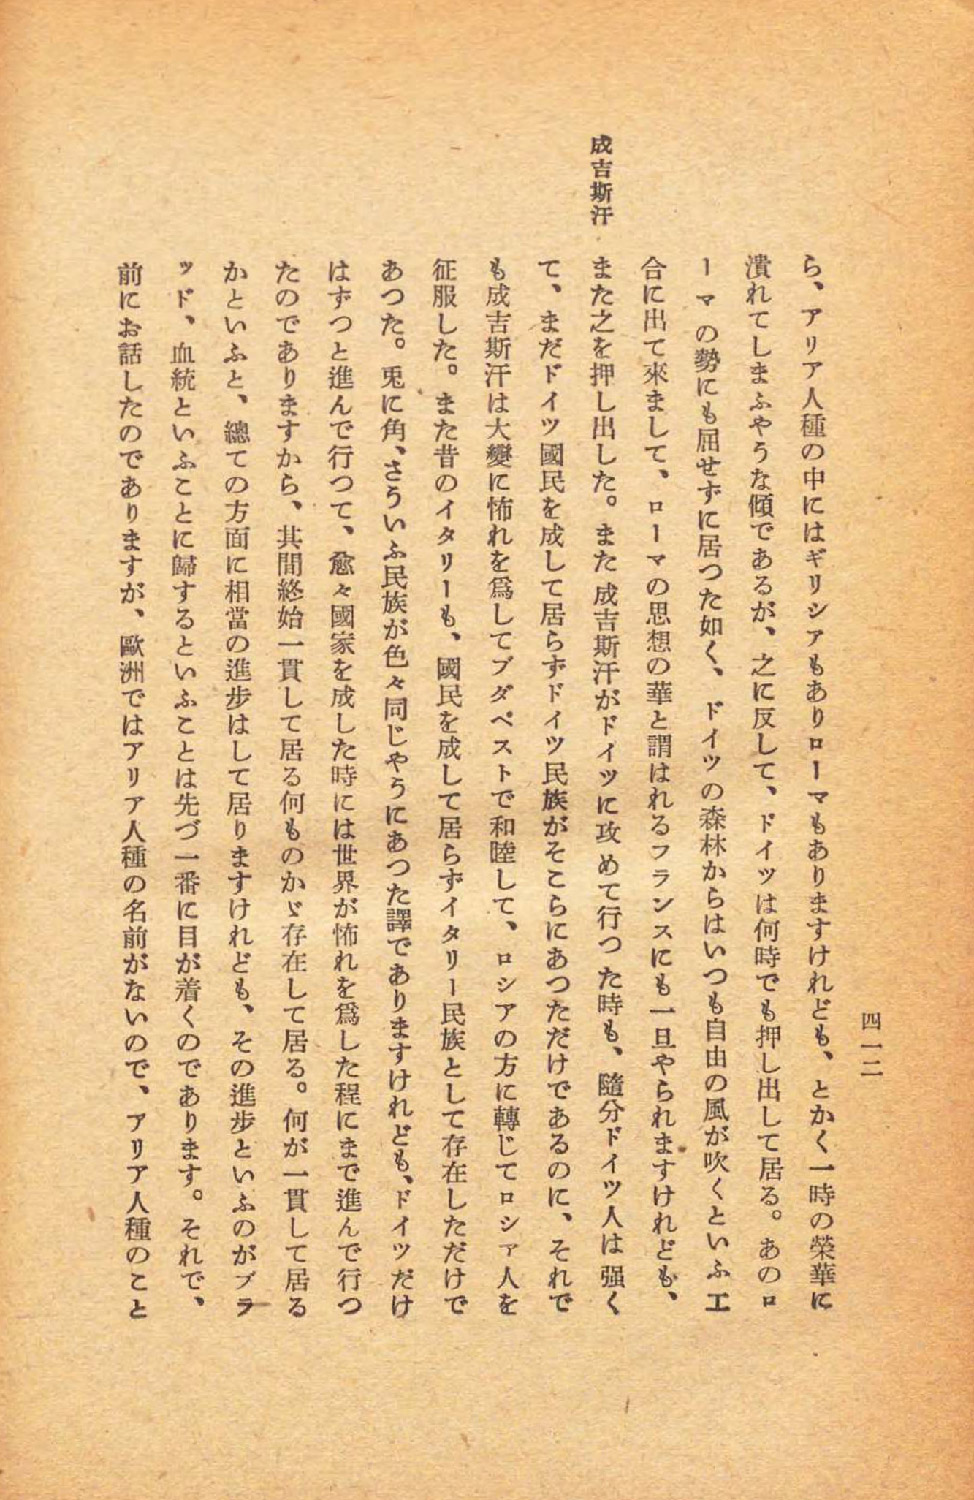 四一二
ら、アリア人種の中にはギリシアもありローマもありますけれども、とかく一時の榮華に
潰れてしまふやうな傾であるが、之に反して、ドイツは何時でも押し出して居る。あのロ
ーマの勢にも屈せずに居つた如く、ドイツの森林からはいつも自由の風が吹くといふ工
合に出て來まして、ローマの思想の華と謂はれるフランスにも一旦やられますけれども、
成吉斯汗
また之を押し出した。また成吉斯汗がドイツに攻めて行つた時も、隨分ドイツ人は强く
て、まだドイツ國民を成して居らずドイツ民族がそこらにあつただけであるのに、それで
も成吉斯汗は大變に怖れを爲してブダペストで和睦して、ロシアの方に轉じてロシア人を
征服した。また昔のイタリーも、國民を成して居らずイタリー民族として存在しただけで
あつた。兎に角、さういふ民族が色々同じやうにあつた譯でありますけれども、ドイツだけ
はずつと進んで行つて、愈々國家を成した時には世界が怖れを爲した程にまで進んで行つ
たのでありますから、其間終始一貫して居る何ものかゞ存在して居る。何が一貫して居る
かといふと、總ての方面に相當の進步はして居りますけれども、その進步といふのがブラ
ッド、血統といふことに歸するといふことは先づ一番に目が着くのであります。それで、
前にお話したのでありますが、歐洲ではアリア人種の名前がないので、アリア人種のこと